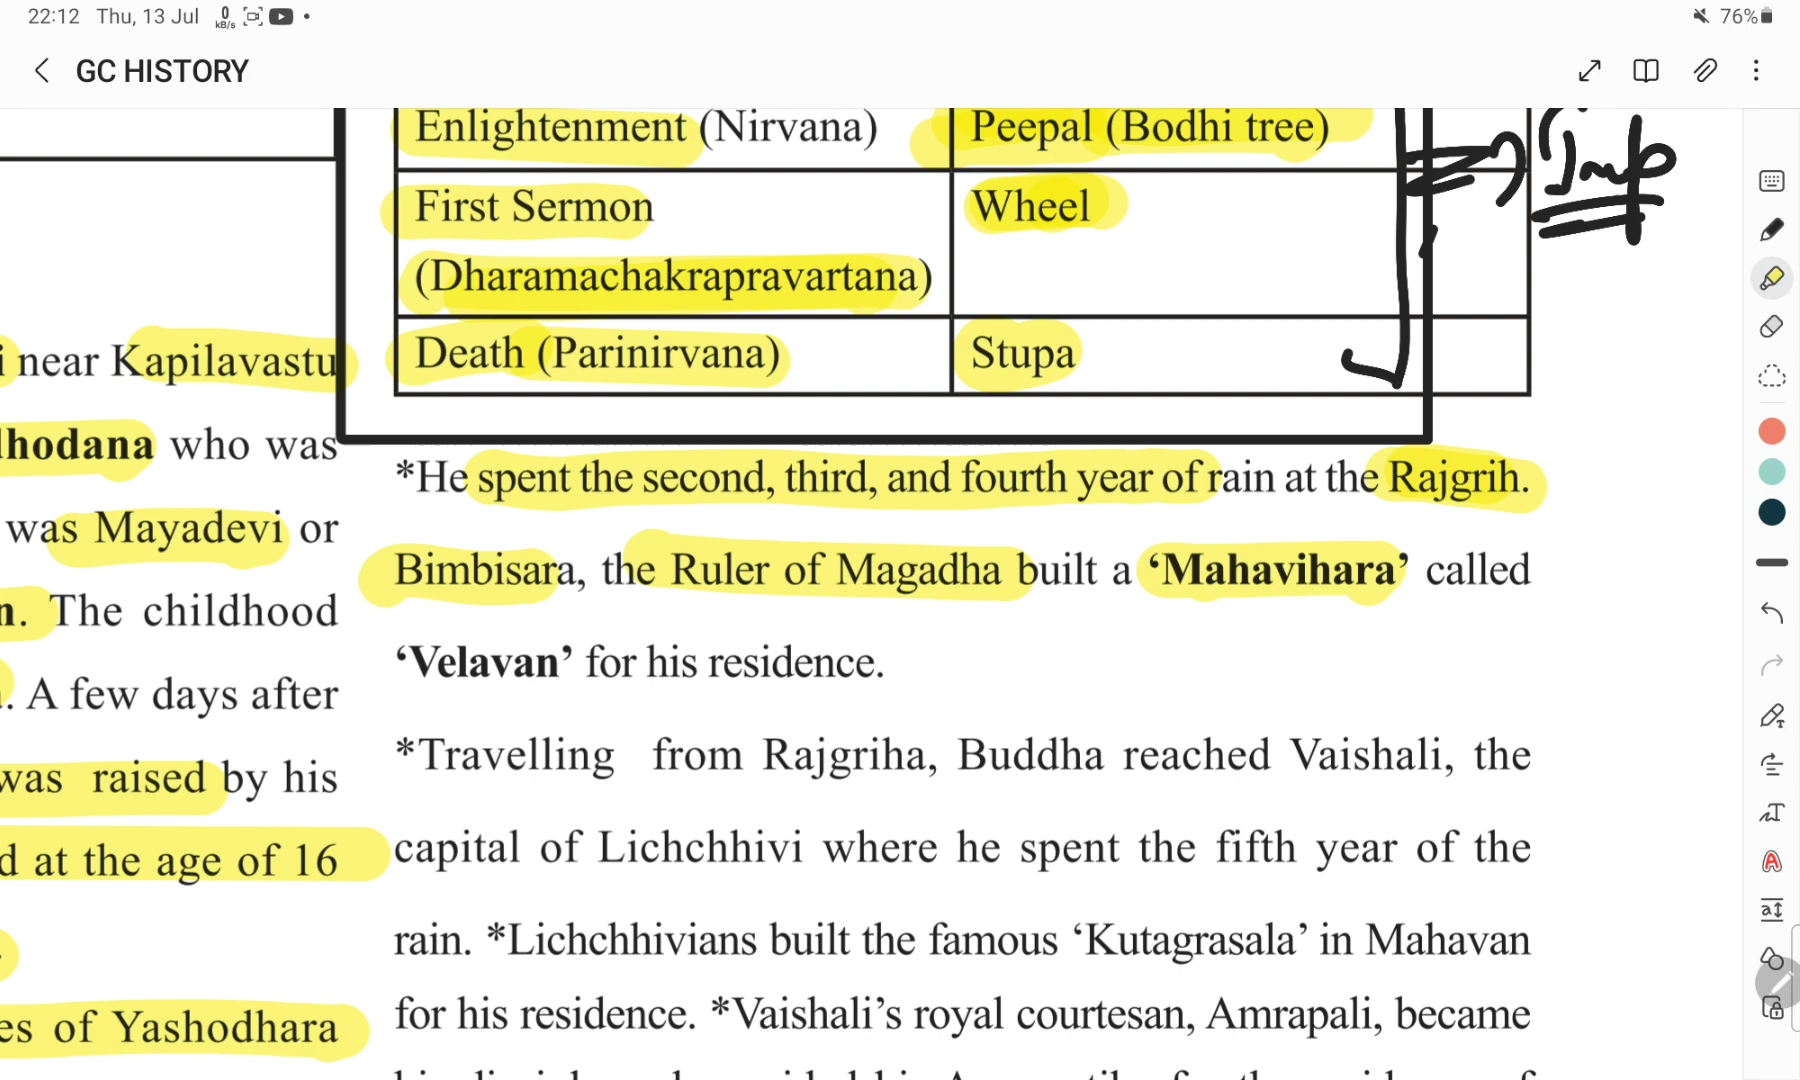 22:12 Thu, 13 Jul 0 kB/s 76%
GC HISTORY
Enlightenment (Nirvana) Peepal (Bodhi tree)
Imp
First Sermon Wheel
(Dharamachakrapravartana)
Death (Parinirvana) Stupa
i near Kapilavastu
lhodana who was
was Mayadevi or
n. The childhood
. A few days after
was raised by his
d at the age of 16
es of Yashodhara
*He spent the second, third, and fourth year of rain at the Rajgrih.
Bimbisara, the Ruler of Magadha built a ‘Mahavihara’ called
‘Velavan’ for his residence.
*Travelling from Rajgriha, Buddha reached Vaishali, the
capital of Lichchhivi where he spent the fifth year of the
rain. *Lichchhivians built the famous ‘Kutagrasala’ in Mahavan
for his residence. *Vaishali’s royal courtesan, Amrapali, became